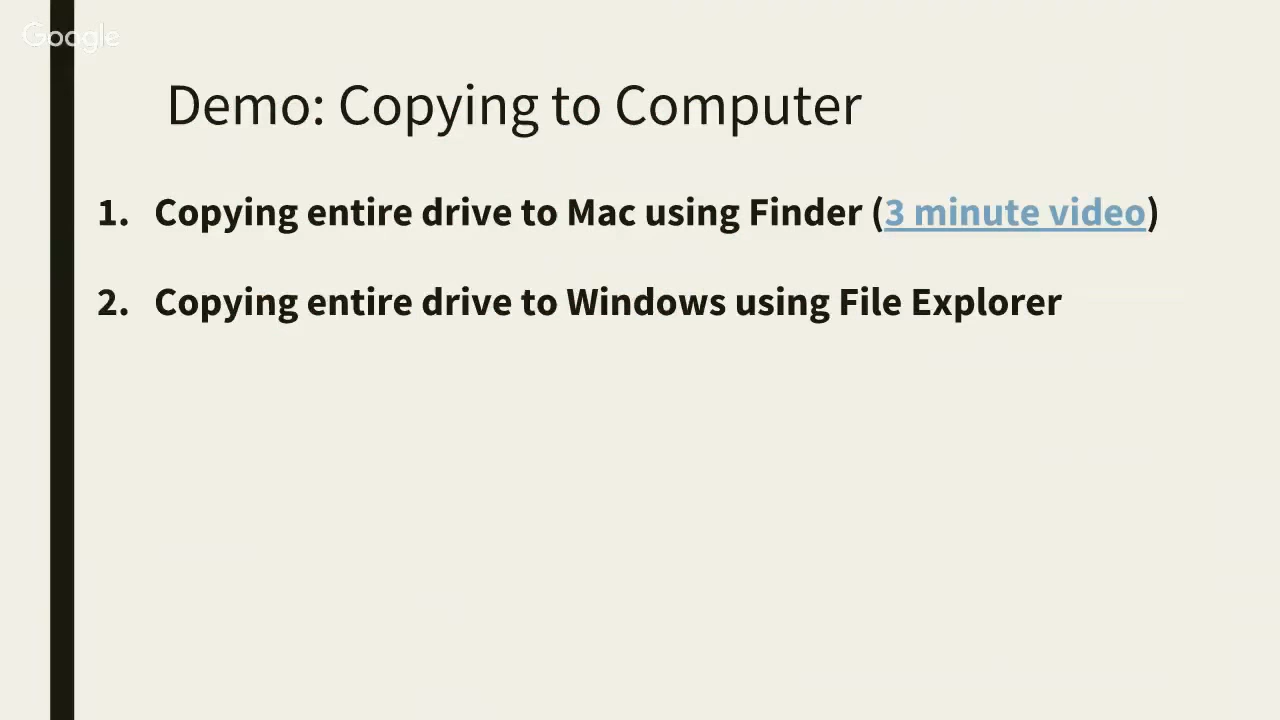 Google
Demo: Copying to Computer
1. Copying entire drive to Mac using Finder (3 minute video)
2. Copying entire drive to Windows using File Explorer